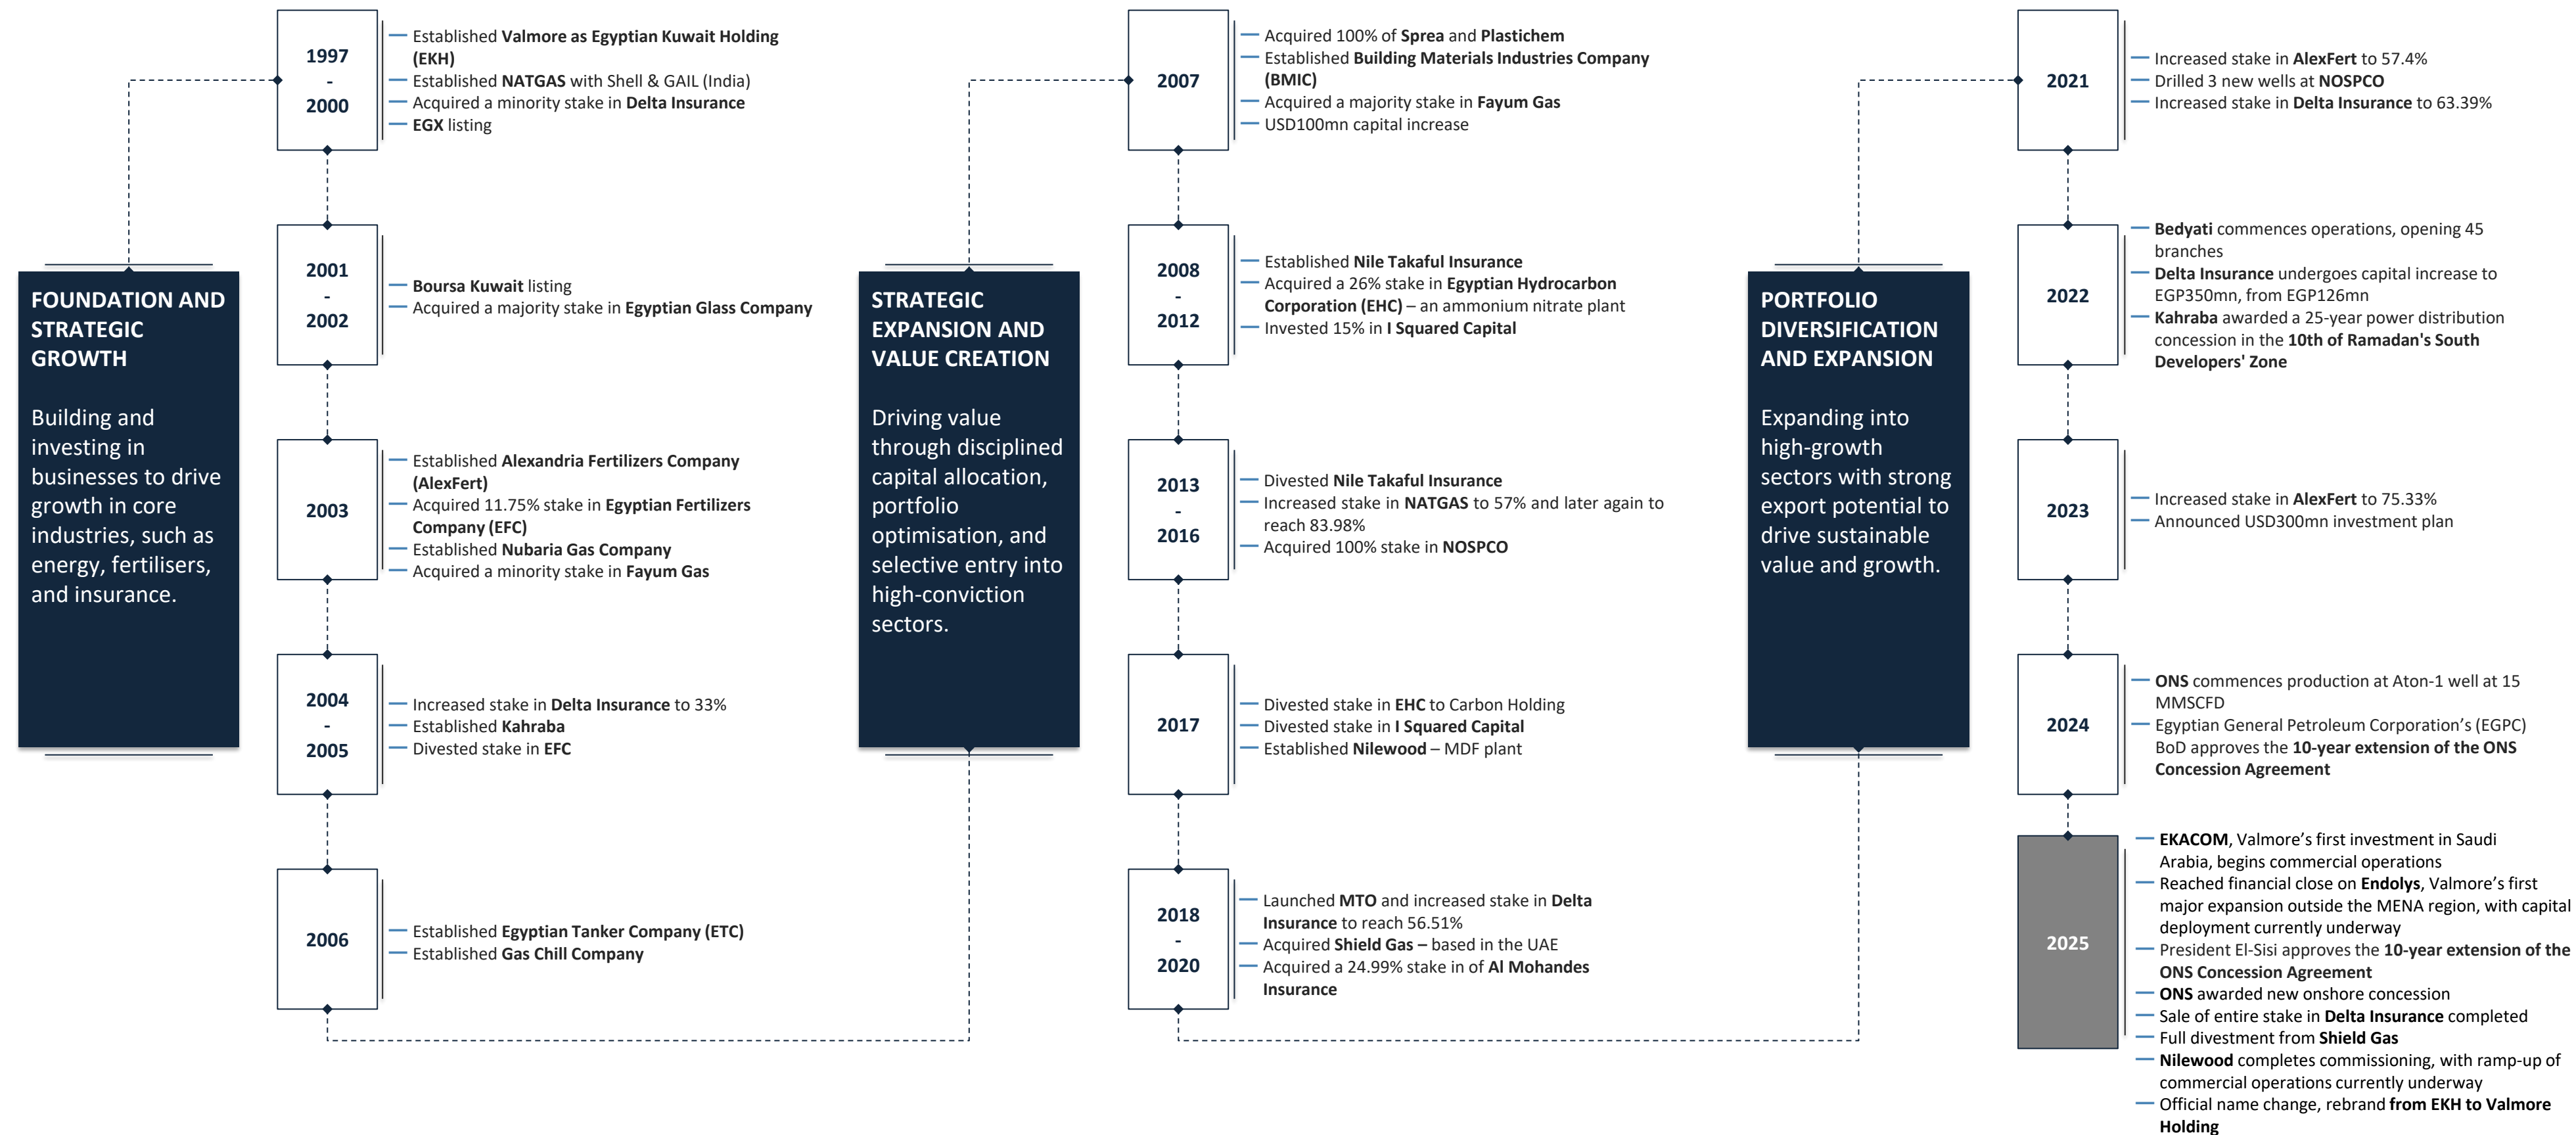 FOUNDATION AND
STRATEGIC
GROWTH
Building and
investing in
businesses to drive
growth in core
industries, such as
energy, fertilisers,
and insurance.
1997
-
2000
Established Valmore as Egyptian Kuwait Holding
(EKH)
Established NATGAS with Shell & GAIL (India)
Acquired a minority stake in Delta Insurance
EGX listing
2001
-
2002
Boursa Kuwait listing
Acquired a majority stake in Egyptian Glass Company
2003
Established Alexandria Fertilizers Company
(AlexFert)
Acquired 11.75% stake in Egyptian Fertilizers
Company (EFC)
Established Nubaria Gas Company
Acquired a minority stake in Fayum Gas
2004
-
2005
Increased stake in Delta Insurance to 33%
Established Kahraba
Divested stake in EFC
2006
Established Egyptian Tanker Company (ETC)
Established Gas Chill Company
STRATEGIC
EXPANSION AND
VALUE CREATION
Driving value
through disciplined
capital allocation,
portfolio
optimisation, and
selective entry into
high-conviction
sectors.
2007
Acquired 100% of Sprea and Plastichem
Established Building Materials Industries Company
(BMIC)
Acquired a majority stake in Fayum Gas
USD100mn capital increase
2008
-
2012
Established Nile Takaful Insurance
Acquired a 26% stake in Egyptian Hydrocarbon
Corporation (EHC) – an ammonium nitrate plant
Invested 15% in I Squared Capital
2013
-
2016
Divested Nile Takaful Insurance
Increased stake in NATGAS to 57% and later again to
reach 83.98%
Acquired 100% stake in NOSPCO
2017
Divested stake in EHC to Carbon Holding
Divested stake in I Squared Capital
Established Nilewood – MDF plant
2018
-
2020
Launched MTO and increased stake in Delta
Insurance to reach 56.51%
Acquired Shield Gas – based in the UAE
Acquired a 24.99% stake in of Al Mohandes
Insurance
PORTFOLIO
DIVERSIFICATION
AND EXPANSION
Expanding into
high-growth
sectors with strong
export potential to
drive sustainable
value and growth.
2021
Increased stake in AlexFert to 57.4%
Drilled 3 new wells at NOSPCO
Increased stake in Delta Insurance to 63.39%
2022
Bedyati commences operations, opening 45
branches
Delta Insurance undergoes capital increase to
EGP350mn, from EGP126mn
Kahraba awarded a 25-year power distribution
concession in the 10th of Ramadan's South
Developers' Zone
2023
Increased stake in AlexFert to 75.33%
Announced USD300mn investment plan
2024
ONS commences production at Aton-1 well at 15
MMSCFD
Egyptian General Petroleum Corporation’s (EGPC)
BoD approves the 10-year extension of the ONS
Concession Agreement
2025
EKACOM, Valmore’s first investment in Saudi
Arabia, begins commercial operations
Reached financial close on Endolys, Valmore’s first
major expansion outside the MENA region, with capital
deployment currently underway
President El-Sisi approves the 10-year extension of the
ONS Concession Agreement
ONS awarded new onshore concession
Sale of entire stake in Delta Insurance completed
Full divestment from Shield Gas
Nilewood completes commissioning, with ramp-up of
commercial operations currently underway
Official name change, rebrand from EKH to Valmore
Holding